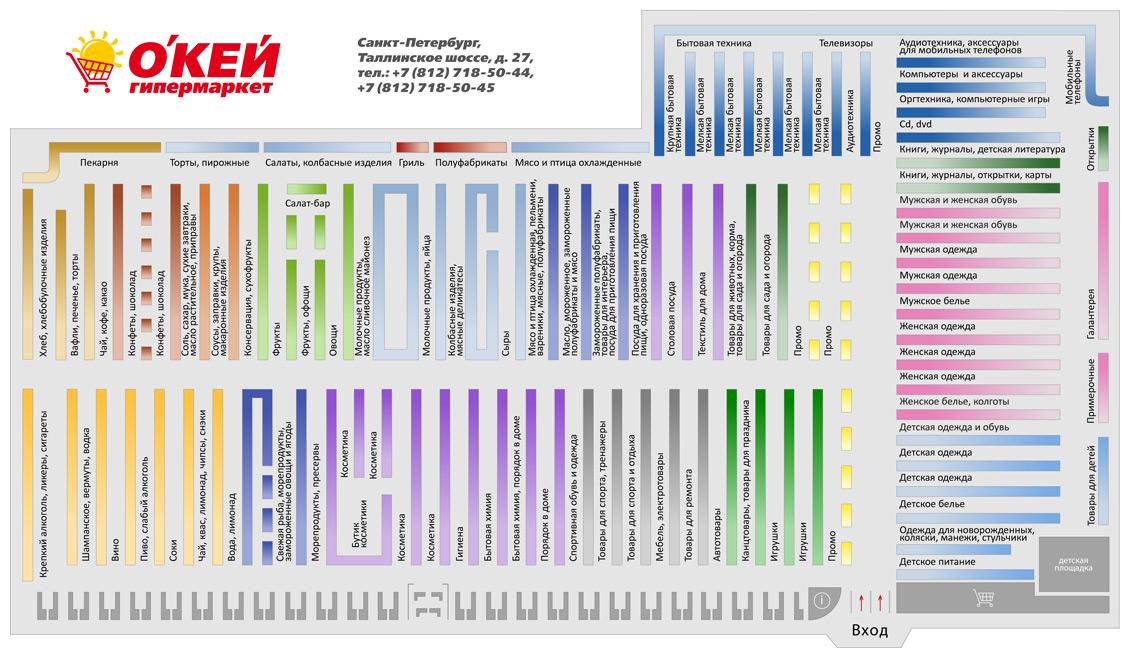 О'КЕЙ
гипермаркет
Санкт-Петербург,
Таллинское шоссе, д. 27,
тел.: +7 (812) 718-50-44,
+7 (812) 718-50-45
Бытовая техника
Телевизоры
Крупная бытовая
техника
Мелкая бытовая
техника
Мелкая бытовая
техника
Мелкая бытовая
техника
Мелкая бытовая
техника
Мелкая бытовая
техника
Аудиотехника
Промо
Аудиотехника, аксессуары
для мобильных телефонов
Компьютеры и аксессуары
Оргтехника, компьютерные игры
Cd, dvd
Книги, журналы, детская литература
Книги, журналы, открытки, карты
Мужская и женская обувь
Мужская и женская обувь
Мужская одежда
Мужская одежда
Мужское белье
Женская одежда
Женская одежда
Женская одежда
Женское белье, колготы
Детская одежда и обувь
Детская одежда
Детская одежда
Детское белье
Одежда для новорожденных,
коляски, манежи, стульчики
Детское питание
Мобильные
телефоны
Открытки
Галантерея
Примерочные
Товары для детей
детская
площадка
Пекарня
Торты, пирожные
Салаты, колбасные изделия
Гриль
Полуфабрикаты
Мясо и птица охлажденные
Хлеб, хлебобулочные изделия
Вафли, печенье, торты
Чай, кофе, какао
Конфеты, шоколад
Конфеты, шоколад
Соль, сахар, мука, сухие завтраки,
масло растительное, приправы
Соусы, заправки, крупы,
макаронные изделия
Консервация, сухофрукты
Фрукты
Салат-бар
Фрукты, офощи
Овощи
Молочные продукты,
масло сливочное майонез
Молочные продукты, яйца
Колбасные изделия,
мясные деликатесы
Сыры
Мясо и птица охлажденная, пельмени,
вареники, мясные, полуфабрикаты
Масло, мороженное, замороженные
полуфабрикаты и мясо
Замороженные полуфабрикаты,
товары для интерьера,
посуда для приготовления пищи
Посуда для хранения и приготовления
пищи, одноразовая посуда
Столовая посуда
Текстиль для дома
Товары для животных, корма,
товары для сада и огорода
Товары для сада и огорода
Промо
Промо
Крепкий алкоголь, ликеры, сигареты
Шампанское, вермуты, водка
Вино
Пиво, слабый алкоголь
Соки
Чай, квас, лимонад, чипсы, снаки
Вода, лимонад
Свежая рыба, морепродукты,
замороженные овощи и ягоды
Морепродукты, пресервы
Косметика
Косметика
Бутик
косметики
Косметика
Косметика
Гигиена
Бытовая химия
Бытовая химия, порядок в доме
Порядок в доме
Спортивная обувь и одежда
Товары для спорта, тренажеры
Товары для спорта и отдыха
Мебель, электротовары
Товары для ремонта
Автотовары
Канцтовары, товары для праздника
Игрушки
Игрушки
Промо
i
Вход